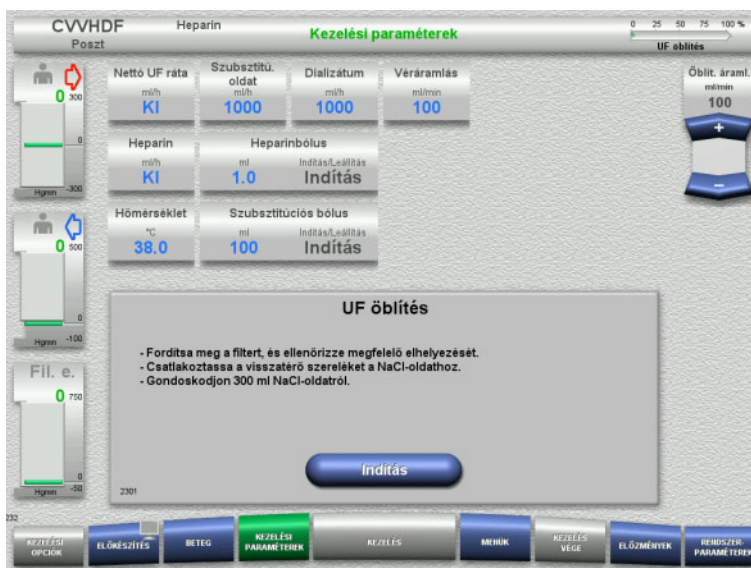 CVVHDF Heparin
Poszt
Kezelési paraméterek
0 25 50 75 100 %
UF öblítés
0 300
0
Hgmm -300
0 500
0
Hgmm -100
Fil. e.
0 750
0
Hgmm -50
Nettó UF ráta
ml/h
KI
Szubsztitú.
oldat
ml/h
1000
Dializátum
ml/h
1000
Véráramlás
ml/min
100
Öblit. áraml.
ml/min
100
+
–
Heparin
ml/h
KI
Heparinbólus
ml Indítás/Leállítás
1.0 Indítás
Hőmérséklet
°C
38.0
Szubsztitúciós bólus
ml Indítás/Leállítás
100 Indítás
UF öblítés
- Fordítsa meg a filtert, és ellenőrizze megfelelő elhelyezését.
- Csatlakoztassa a visszatérő szereléket a NaCl-oldathoz.
- Gondoskodjon 300 ml NaCl-oldatról.
Indítás
2301
232
KEZELÉSI
OPCIÓK
ELŐKÉSZÍTÉS
BETEG
KEZELÉSI
PARAMÉTEREK
KEZELÉS
MENÜK
KEZELÉS
VÉGE
ELŐZMÉNYEK
RENDSZER-
PARAMÉTEREK